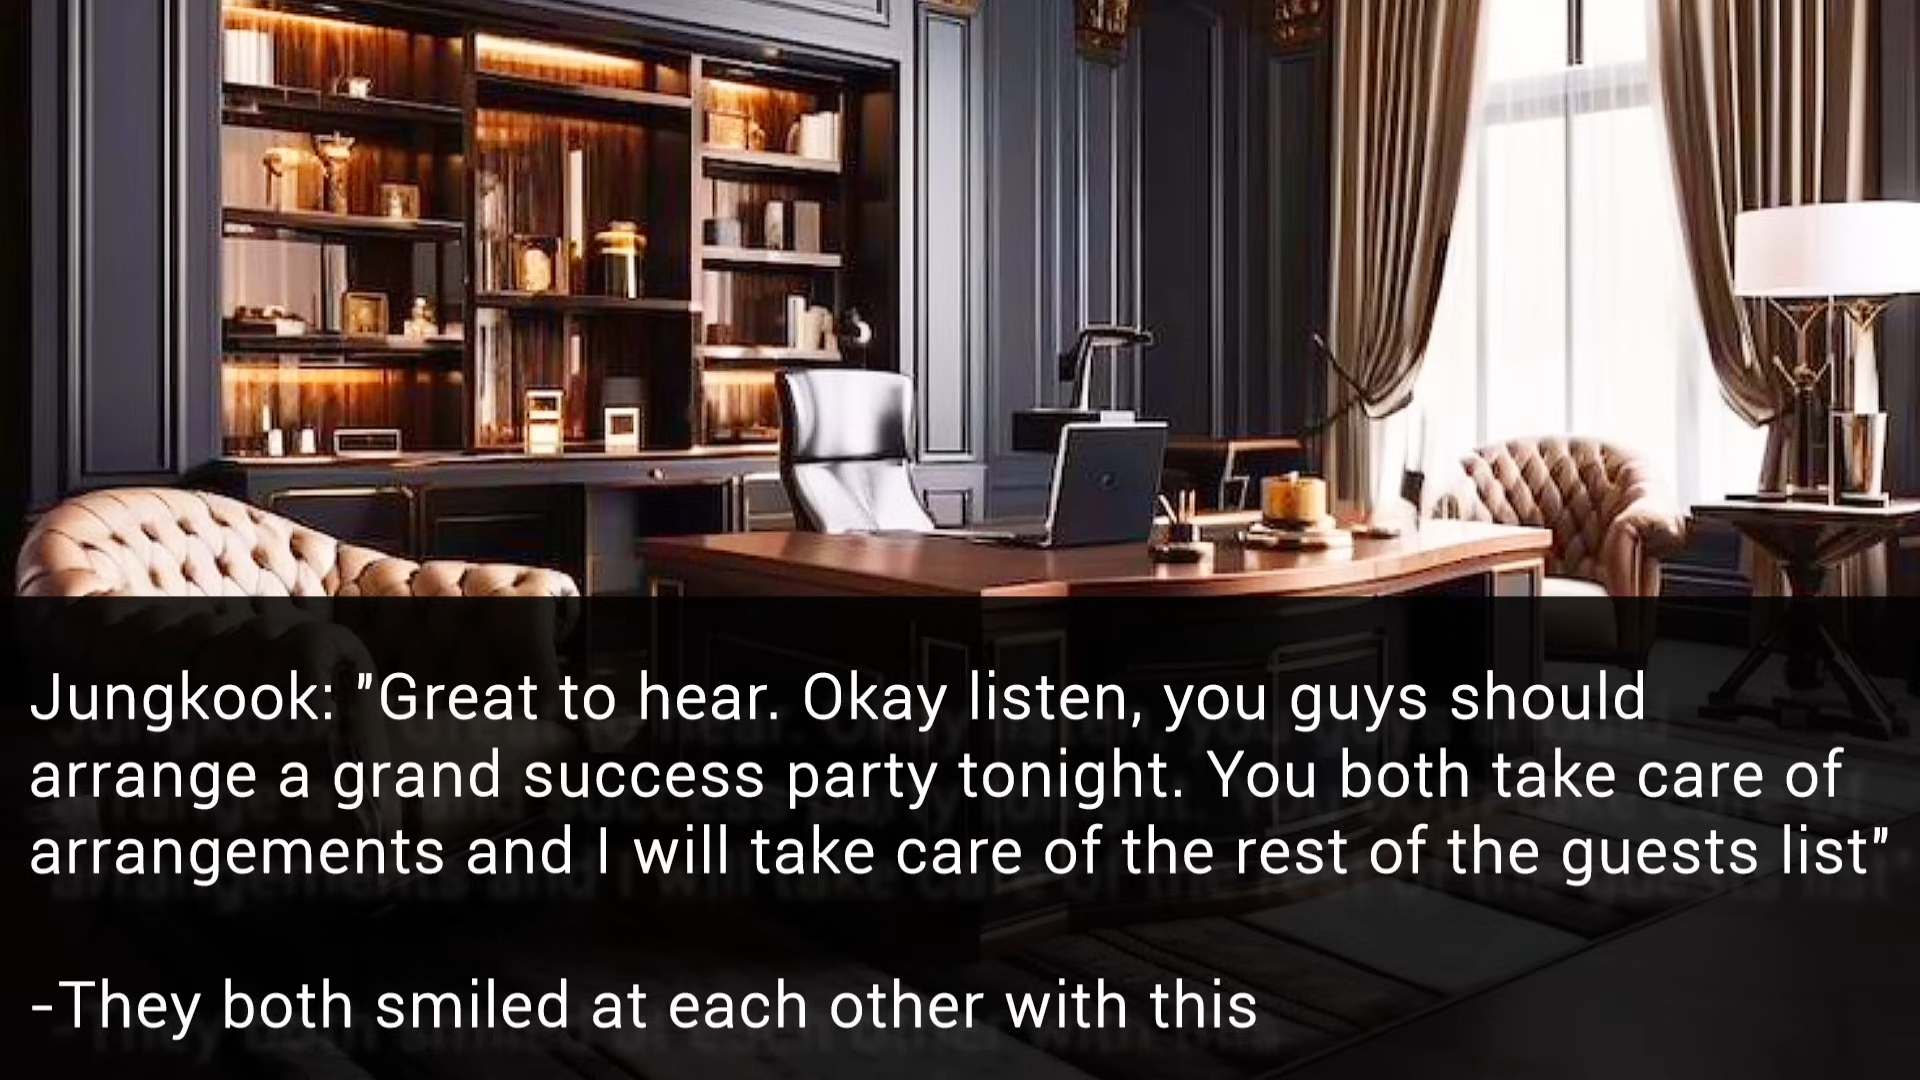 Jungkook: "Great to hear. Okay listen, you guys should
arrange a grand success party tonight. You both take care of
arrangements and I will take care of the rest of the guests list"
-They both smiled at each other with this